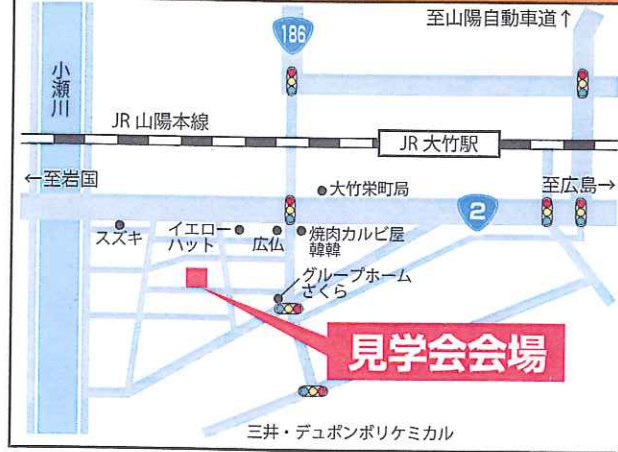 至山陽自動車道↑
186
小瀬川
JR 山陽本線
JR 大竹駅
←至岩国
至広島→
大竹栄町局
2
スズキ
イエロー
ハット
広仏
焼肉カルビ屋
韓韓
グループホーム
さくら
見学会会場
三井・デュポンポリケミカル